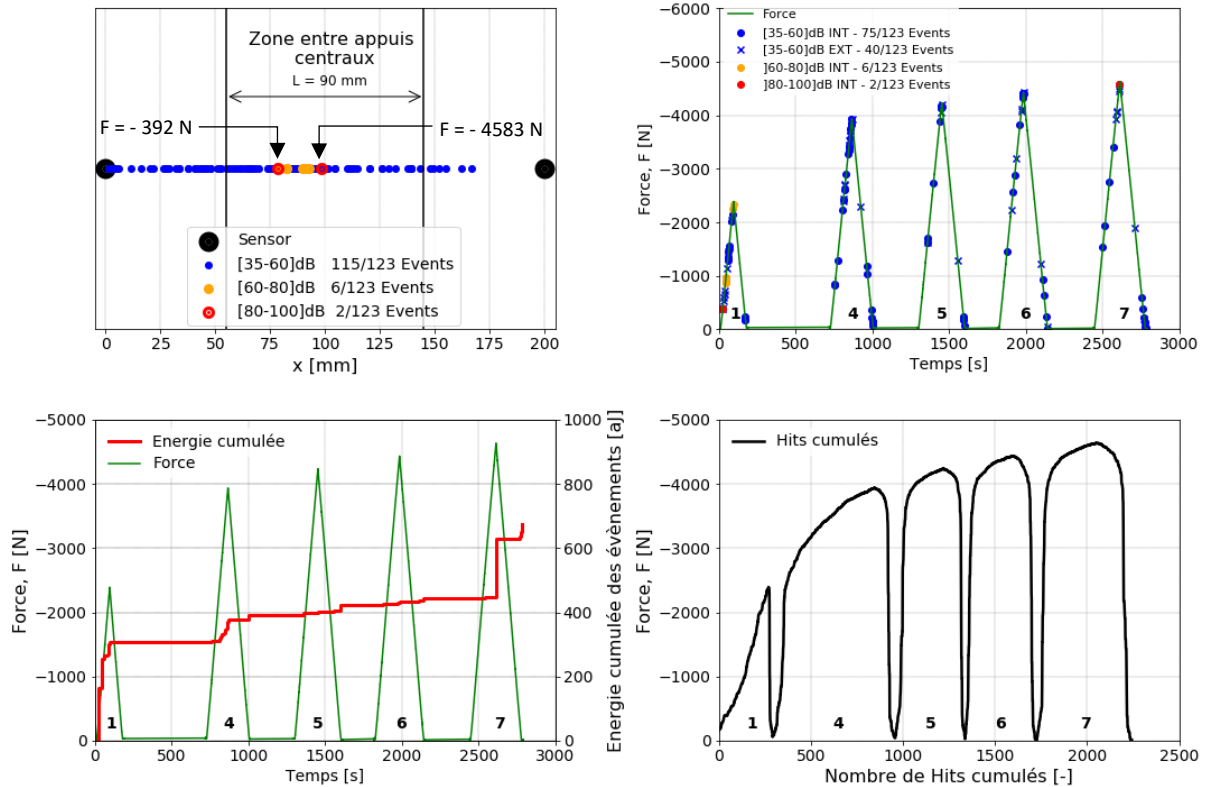 Zone entre appuis
centraux
L = 90 mm
F = - 392 N
F = - 4583 N
Sensor
[35-60]dB 115/123 Events
[60-80]dB 6/123 Events
[80-100]dB 2/123 Events
0 25 50 75 100 125 150 175 200
x [mm]
Force
[35-60]dB INT - 75/123 Events
[35-60]dB EXT - 40/123 Events
]60-80]dB INT - 6/123 Events
]80-100]dB INT - 2/123 Events
−6000
−5000
−4000
−3000
−2000
−1000
0
Force, F [N]
1 4 5 6 7
0 500 1000 1500 2000 2500 3000
Temps [s]
Energie cumulée
Force
−5000
−4000
−3000
−2000
−1000
0
Force, F [N]
1 4 5 6 7
1000
800
600
400
200
0
Energie cumulée des évènements [aJ]
0 500 1000 1500 2000 2500 3000
Temps [s]
Hits cumulés
−5000
−4000
−3000
−2000
−1000
0
Force, F [N]
1 4 5 6 7
0 500 1000 1500 2000 2500
Nombre de Hits cumulés [-]